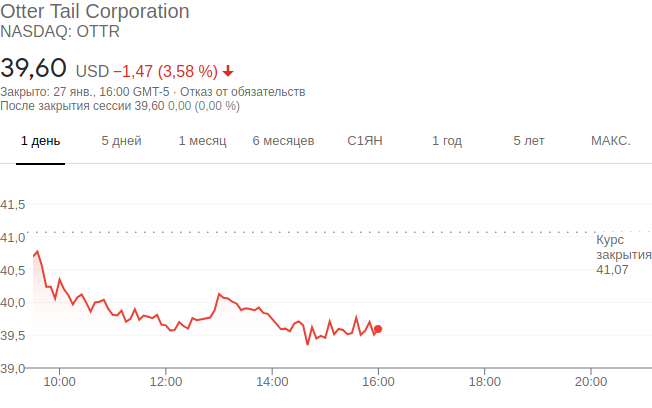 Otter Tail Corporation
NASDAQ: OTTR
39,60 USD −1,47 (3,58 %)
Закрыто: 27 янв., 16:00 GMT-5 · Отказ от обязательств
После закрытия сессии 39,60 0,00 (0,00 %)
1 день 5 дней 1 месяц 6 месяцев С1ЯН 1 год 5 лет МАКС.
41,5
41,0
Курс
закрытия
41,07
40,5
40,0
39,5
39,0
10:00 12:00 14:00 16:00 18:00 20:00